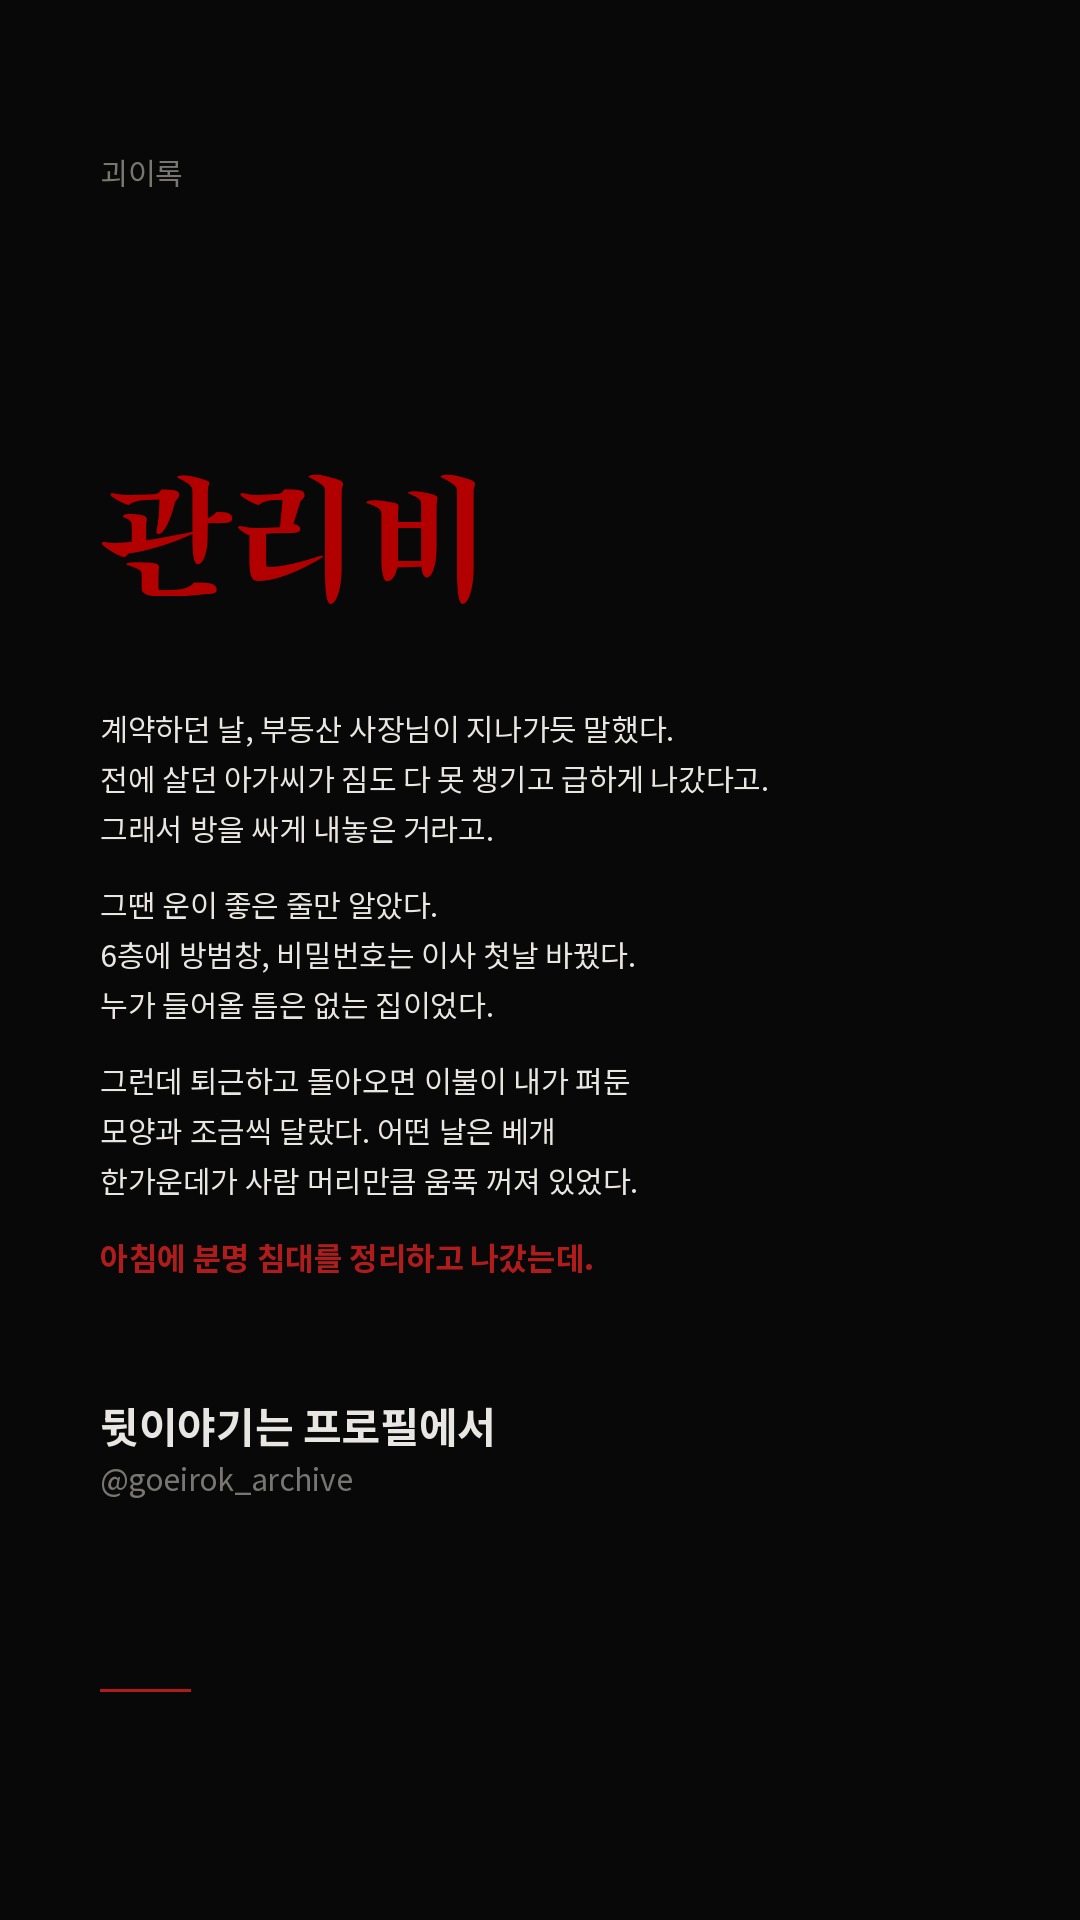 괴이록
관리비
계약하던 날, 부동산 사장님이 지나가듯 말했다.
전에 살던 아가씨가 짐도 다 못 챙기고 급하게 나갔다고.
그래서 방을 싸게 내놓은 거라고.
그땐 운이 좋은 줄만 알았다.
6층에 방범창, 비밀번호는 이사 첫날 바꿨다.
누가 들어올 틈은 없는 집이었다.
그런데 퇴근하고 돌아오면 이불이 내가 펴둔
모양과 조금씩 달랐다. 어떤 날은 베개
한가운데가 사람 머리만큼 움푹 꺼져 있었다.
아침에 분명 침대를 정리하고 나갔는데.
뒷이야기는 프로필에서
@goeirok_archive